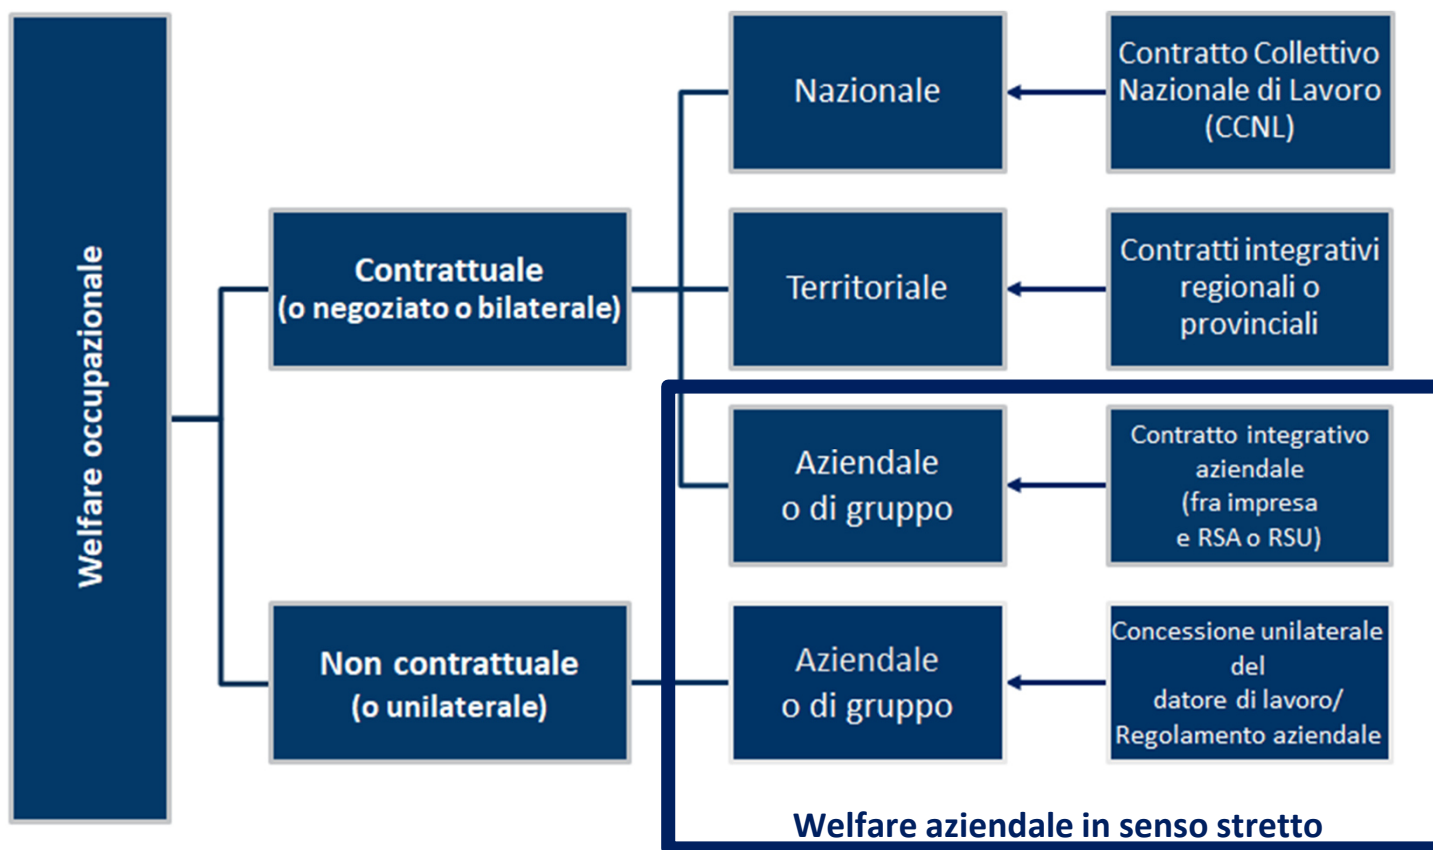 Welfare occupazionale
Contrattuale
(o negoziato o bilaterale)
Non contrattuale
(o unilaterale)
Nazionale
Contratto Collettivo
Nazionale di Lavoro
(CCNL)
Territoriale
Contratti integrativi
regionali o
provinciali
Aziendale
o di gruppo
Contratto integrativo
aziendale
(fra impresa
e RSA o RSU)
Aziendale
o di gruppo
Concessione unilaterale
del
datore di lavoro/
Regolamento aziendale
Welfare aziendale in senso stretto